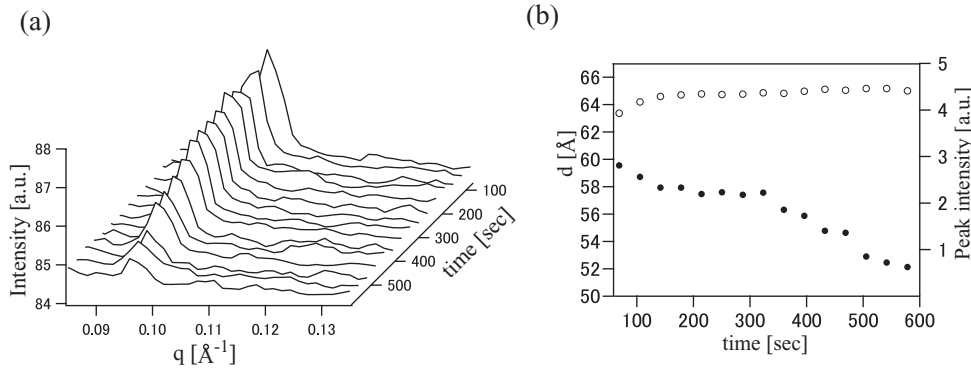 (a)
Intensity [a.u.]
88
87
86
85
84
0.09 0.10 0.11 0.12 0.13
q [Å⁻¹]
100
200
300
400
500
time [sec]
(b)
d [Å]
66
64
62
60
58
56
54
52
50
100 200 300 400 500 600
time [sec]
5
4
3
2
1
Peak intensity [a.u.]